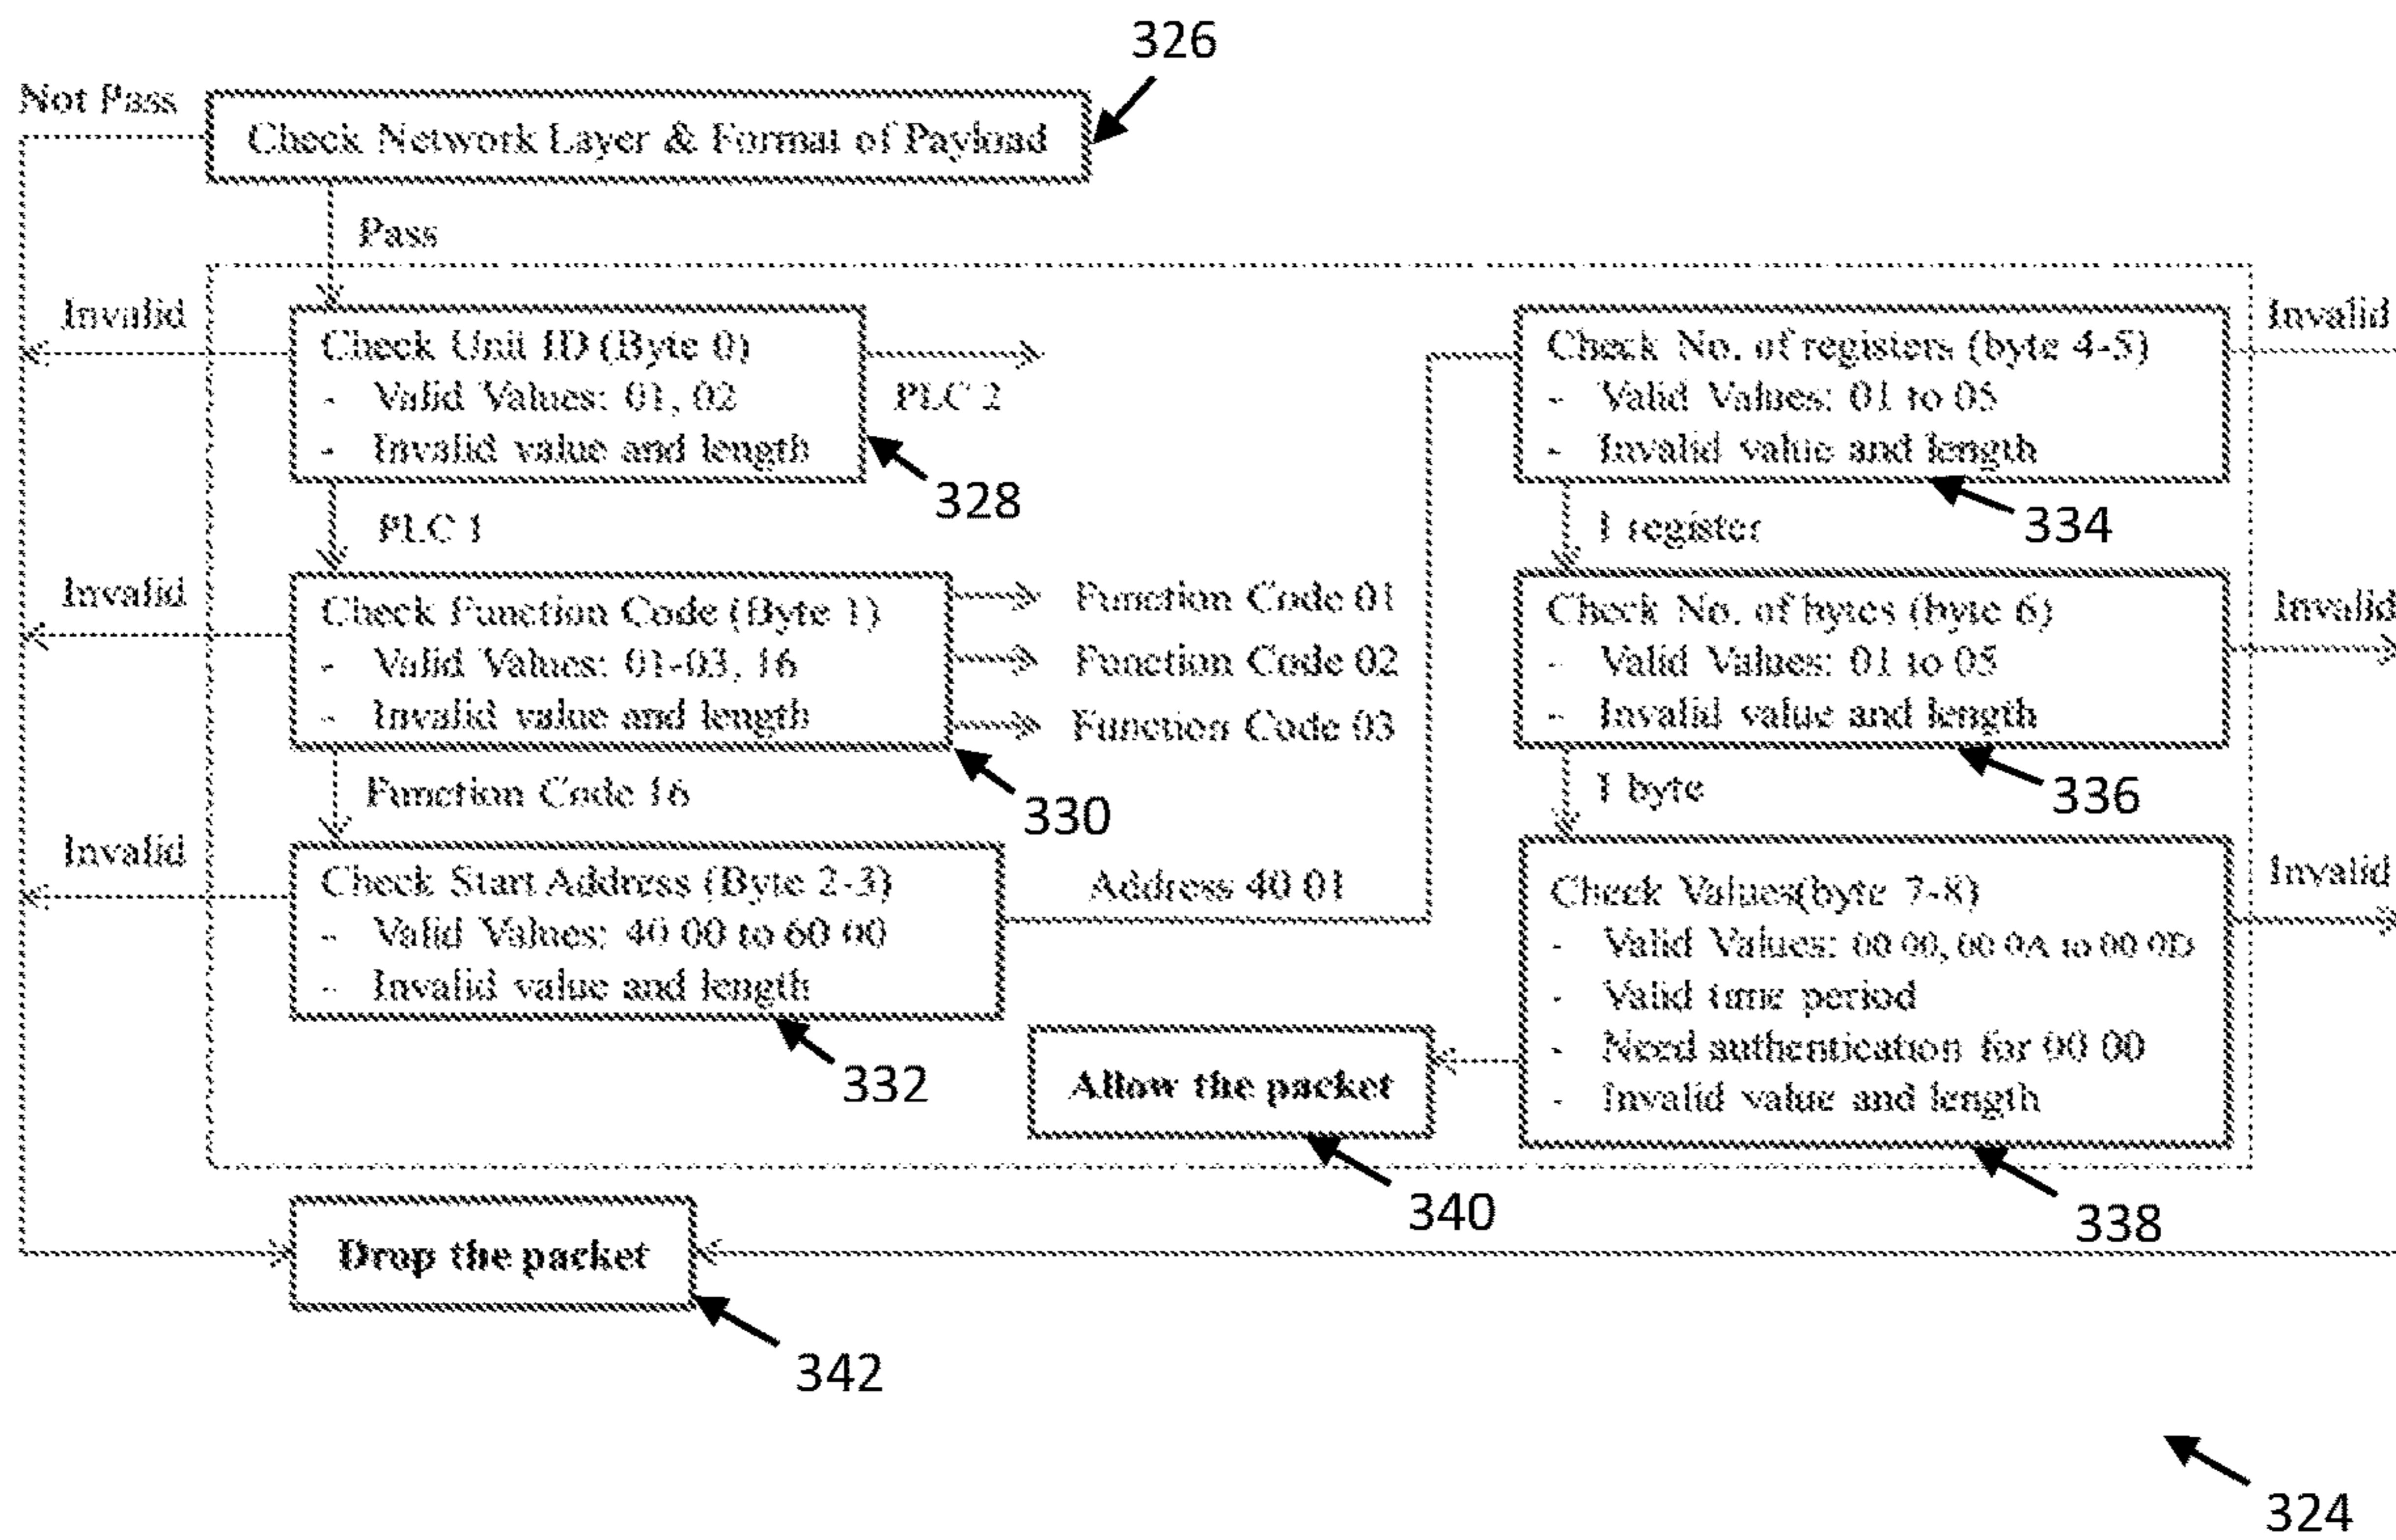 326
Not Pass
Check Network Layer & Format of Payload
Pass
Invalid
Check Unit ID (Byte 0)
- Valid Values: 01, 02
- Invalid value and length
PLC 2
328
PLC 1
Invalid
Check Function Code (Byte 1)
- Valid Values: 01-03, 16
- Invalid value and length
Function Code 01
Function Code 02
Function Code 03
330
Function Code 16
Invalid
Check Start Address (Byte 2-3)
- Valid Values: 40 00 to 60 00
- Invalid value and length
332
Address 40 01
Check No. of registers (byte 4-5)
- Valid Values: 01 to 05
- Invalid value and length
Invalid
334
1 register
Check No. of bytes (byte 6)
- Valid Values: 01 to 05
- Invalid value and length
Invalid
336
1 byte
Check Values(byte 7-8)
- Valid Values: 00 00, 00 0A to 00 0D
- Valid time period
- Need authentication for 00 00
- Invalid value and length
Invalid
338
Allow the packet
340
Drop the packet
342
324